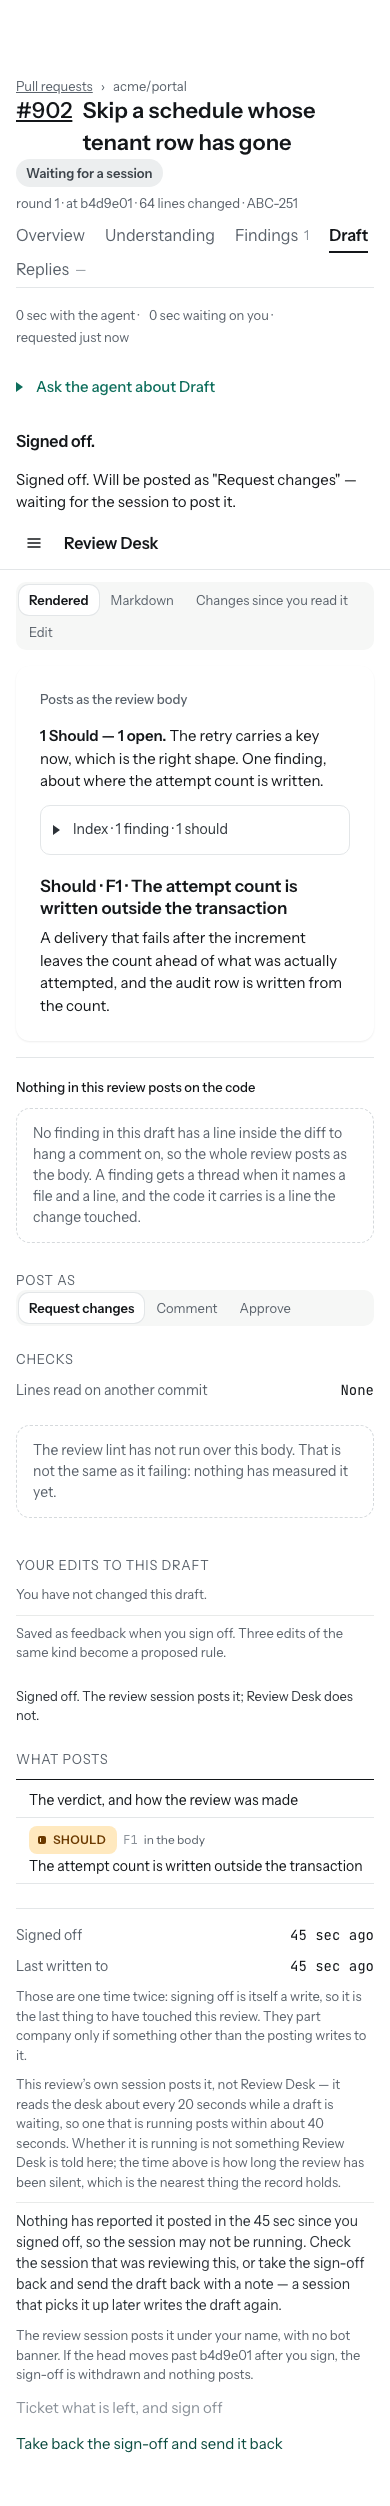 Pull requests › acme/portal
#902 Skip a schedule whose
tenant row has gone
Waiting for a session
round 1 · at b4d9e01 · 64 lines changed · ABC-251
Overview Understanding Findings 1 Draft
Replies —
0 sec with the agent · 0 sec waiting on you ·
requested just now
Ask the agent about Draft
Signed off.
Signed off. Will be posted as "Request changes" —
waiting for the session to post it.
Review Desk
Rendered Markdown Changes since you read it
Edit
Posts as the review body
1 Should — 1 open. The retry carries a key
now, which is the right shape. One finding,
about where the attempt count is written.
Index · 1 finding · 1 should
Should · F1 · The attempt count is
written outside the transaction
A delivery that fails after the increment
leaves the count ahead of what was actually
attempted, and the audit row is written from
the count.
Nothing in this review posts on the code
No finding in this draft has a line inside the diff to
hang a comment on, so the whole review posts as
the body. A finding gets a thread when it names a
file and a line, and the code it carries is a line the
change touched.
POST AS
Request changes Comment Approve
CHECKS
Lines read on another commit None
The review lint has not run over this body. That is
not the same as it failing: nothing has measured it
yet.
YOUR EDITS TO THIS DRAFT
You have not changed this draft.
Saved as feedback when you sign off. Three edits of the
same kind become a proposed rule.
Signed off. The review session posts it; Review Desk does
not.
WHAT POSTS
The verdict, and how the review was made
SHOULD F1 in the body
The attempt count is written outside the transaction
Signed off 45 sec ago
Last written to 45 sec ago
Those are one time twice: signing off is itself a write, so it is
the last thing to have touched this review. They part
company only if something other than the posting writes to
it.
This review's own session posts it, not Review Desk — it
reads the desk about every 20 seconds while a draft is
waiting, so one that is running posts within about 40
seconds. Whether it is running is not something Review
Desk is told here; the time above is how long the review has
been silent, which is the nearest thing the record holds.
Nothing has reported it posted in the 45 sec since you
signed off, so the session may not be running. Check
the session that was reviewing this, or take the sign-off
back and send the draft back with a note — a session
that picks it up later writes the draft again.
The review session posts it under your name, with no bot
banner. If the head moves past b4d9e01 after you sign, the
sign-off is withdrawn and nothing posts.
Ticket what is left, and sign off
Take back the sign-off and send it back